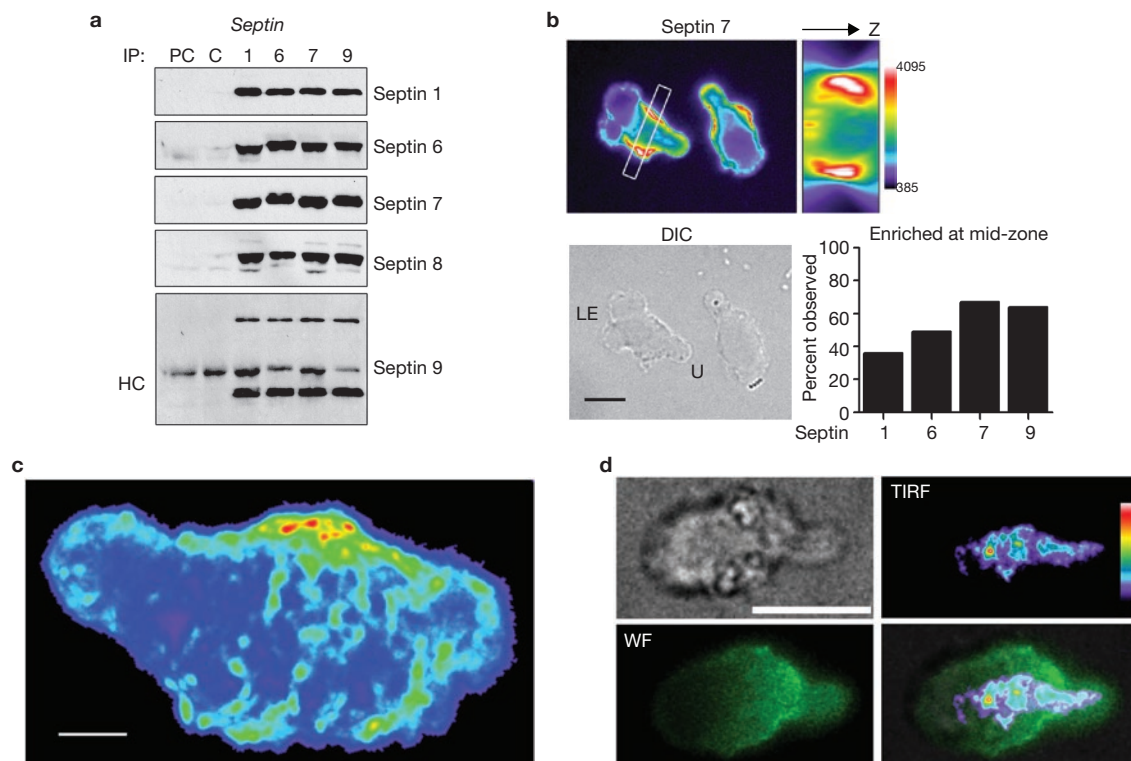 a
Septin
IP: PC C 1 6 7 9
Septin 1
Septin 6
Septin 7
Septin 8
Septin 9
HC
b
Septin 7
Z
4095
385
DIC
LE
U
Enriched at mid-zone
Percent observed
100
80
60
40
20
0
Septin 1 6 7 9
c
d
TIRF
WF